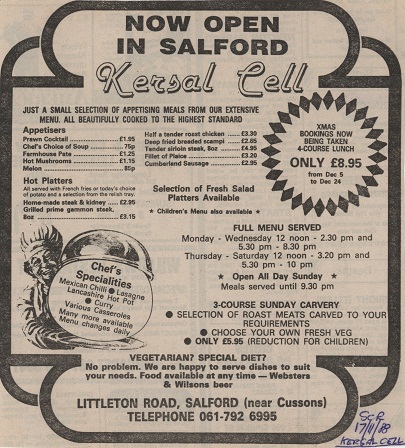 NOW OPEN
IN SALFORD
Kersal Cell
JUST A SMALL SELECTION OF APPETISING MEALS FROM OUR EXTENSIVE
MENU. ALL BEAUTIFULLY COOKED TO THE HIGHEST STANDARD
Appetisers
Prawn Cocktail £1.95
Chef's Choice of Soup 75p
Farmhouse Pate £1.25
Hot Mushrooms £1.15
Melon 85p
Hot Platters
All served with French fries or today's choice
of potato and a selection from the relish tray.
Home-made steak & kidney £2.95
Grilled prime gammon steak,
8oz £3.15
Half a tender roast chicken £3.30
Deep fried breaded scampi £2.65
Tender sirloin steak, 8oz £4.95
Fillet of Plaice £3.20
Cumberland Sausage £2.95
XMAS
BOOKINGS NOW
BEING TAKEN
4-COURSE LUNCH
ONLY £8.95
from Dec 5
to Dec 24
Selection of Fresh Salad
Platters Available
★ Children's Menu also available ★
FULL MENU SERVED
Monday - Wednesday 12 noon - 2.30 pm and
5.30 pm - 8.30 pm
Thursday - Saturday 12 noon - 3.20 pm and
5.30 pm - 10 pm
★ Open All Day Sunday ★
Meals served until 9.30 pm
Chef's
Specialities
Mexican Chilli ● Lasagne
Lancashire Hot Pot
● Curry
Various Casseroles
Many more available
Menu changes daily
3-COURSE SUNDAY CARVERY
● SELECTION OF ROAST MEATS CARVED TO YOUR
REQUIREMENTS
● CHOOSE YOUR OWN FRESH VEG
● ONLY £5.95 (REDUCTION FOR CHILDREN)
VEGETARIAN? SPECIAL DIET?
No problem. We are happy to serve dishes to suit
your needs. Food available at any time — Websters
& Wilsons beer
LITTLETON ROAD, SALFORD (near Cussons)
TELEPHONE 061-792 6995
SCR
17/11/88
KERSAL CELL